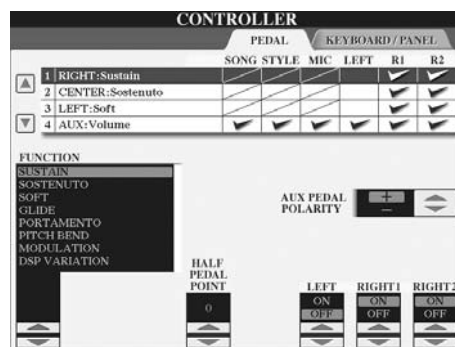 CONTROLLER
PEDAL KEYBOARD/PANEL
SONG STYLE MIC LEFT R1 R2
1 RIGHT:Sustain
2 CENTER:Sostenuto
3 LEFT:Soft
4 AUX:Volume
FUNCTION
SUSTAIN
SOSTENUTO
SOFT
GLIDE
PORTAMENTO
PITCH BEND
MODULATION
DSP VARIATION
AUX PEDAL
POLARITY
+
−
HALF
PEDAL
POINT
0
LEFT RIGHT1 RIGHT2
ON ON ON
OFF OFF OFF